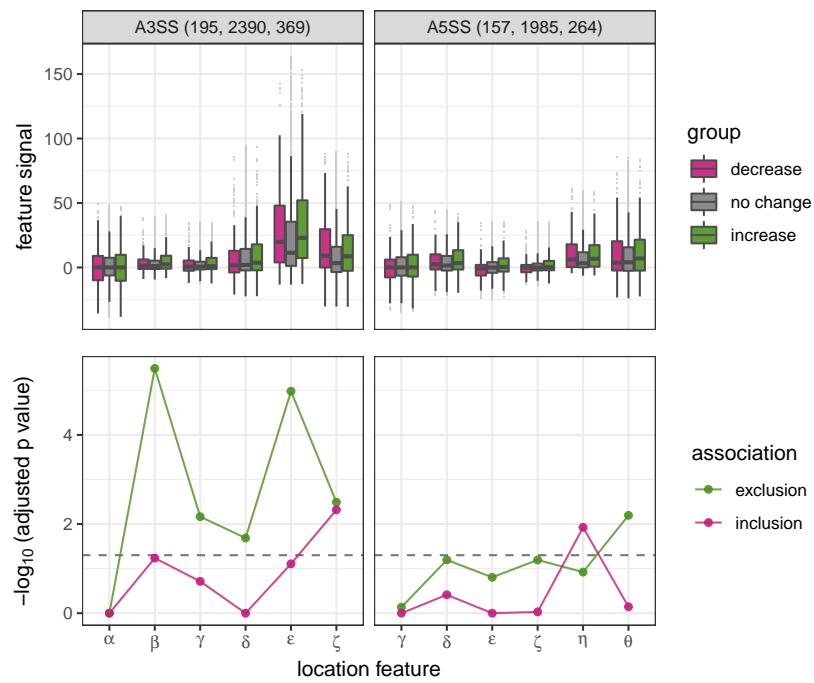 A3SS (195, 2390, 369)
A5SS (157, 1985, 264)
feature signal
150
100
50
0
group
decrease
no change
increase
−log₁₀ (adjusted p value)
4
2
0
association
exclusion
inclusion
α β γ δ ε ζ
γ δ ε ζ η θ
location feature